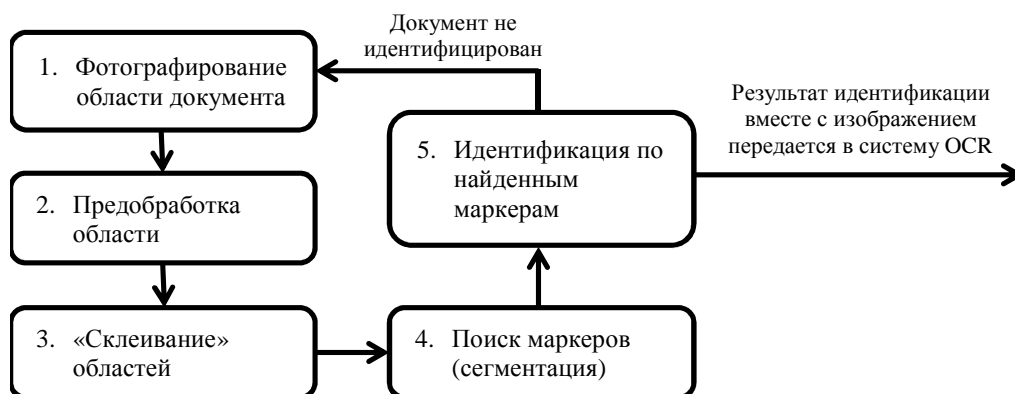 Документ не
идентифицирован
1. Фотографирование
области документа
Результат идентификации
вместе с изображением
передается в систему OCR
5. Идентификация по
найденным
маркерам
2. Предобработка
области
3. «Склеивание»
областей
4. Поиск маркеров
(сегментация)